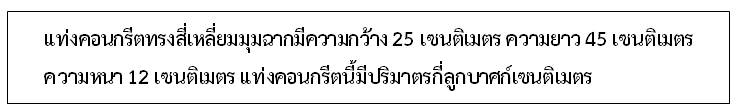 แท่งคอนกรีตทรงสี่เหลี่ยมมุมฉากมีความกว้าง 25 เซนติเมตร ความยาว 45 เซนติเมตร
ความหนา 12 เซนติเมตร แท่งคอนกรีตนี้มีปริมาตรกี่ลูกบาศก์เซนติเมตร